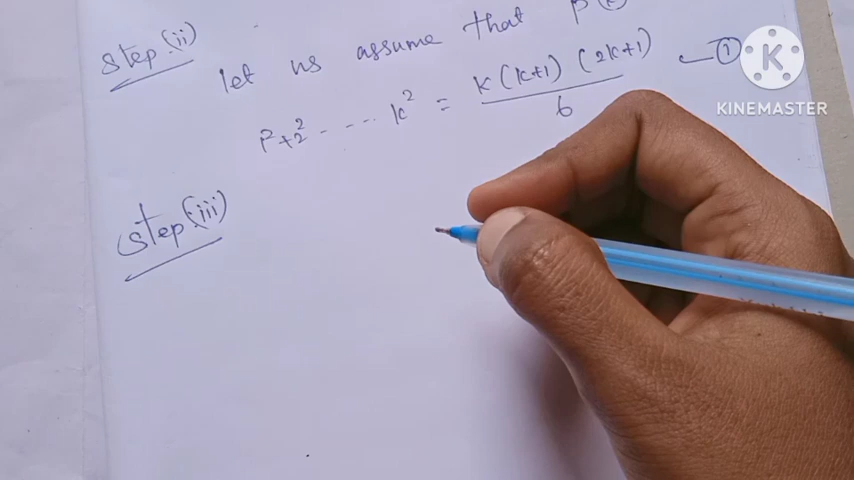 step (ii)
let us assume that P(k)
1²+2² - - -- k² = k(k+1) (2k+1) / 6 — ①
step (iii)
K
KINEMASTER